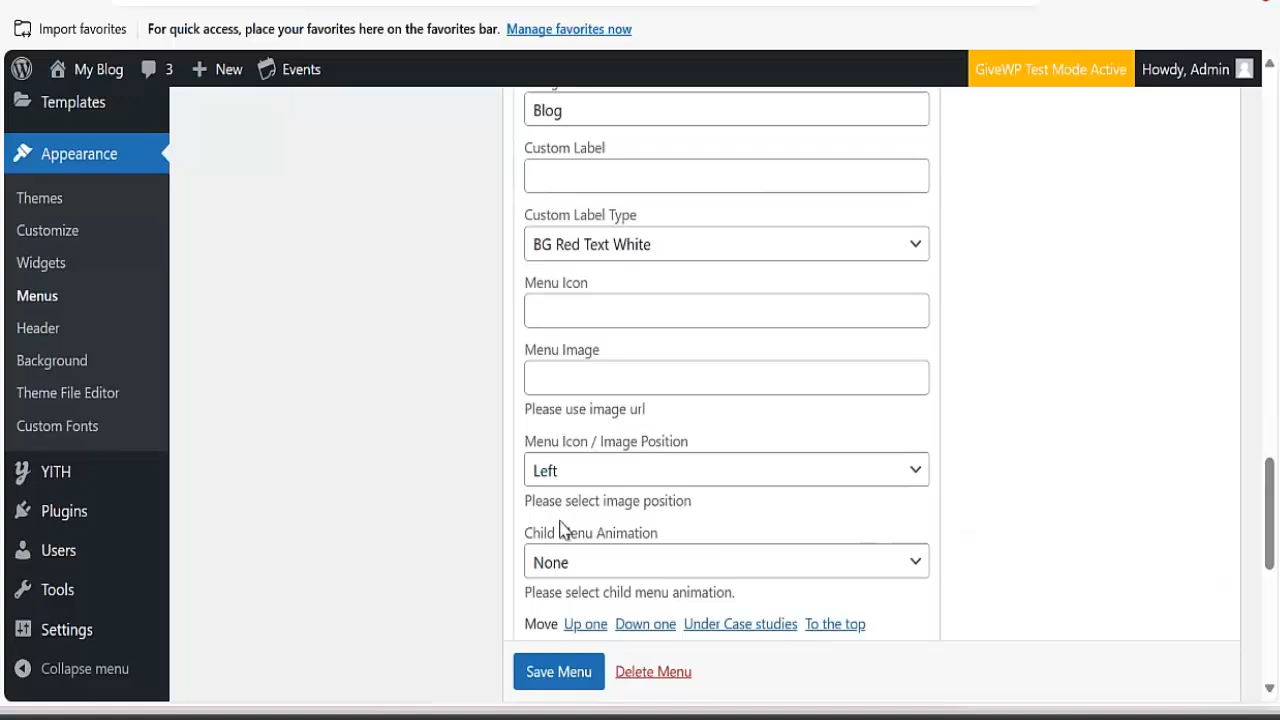 Import favorites
For quick access, place your favorites here on the favorites bar. Manage favorites now
My Blog 3 New Events GiveWP Test Mode Active Howdy, Admin
Templates
Appearance
Themes
Customize
Widgets
Menus
Header
Background
Theme File Editor
Custom Fonts
YITH
Plugins
Users
Tools
Settings
Collapse menu
Blog
Custom Label
Custom Label Type
BG Red Text White
Menu Icon
Menu Image
Please use image url
Menu Icon / Image Position
Left
Please select image position
Child Menu Animation
None
Please select child menu animation.
Move Up one Down one Under Case studies To the top
Save Menu Delete Menu